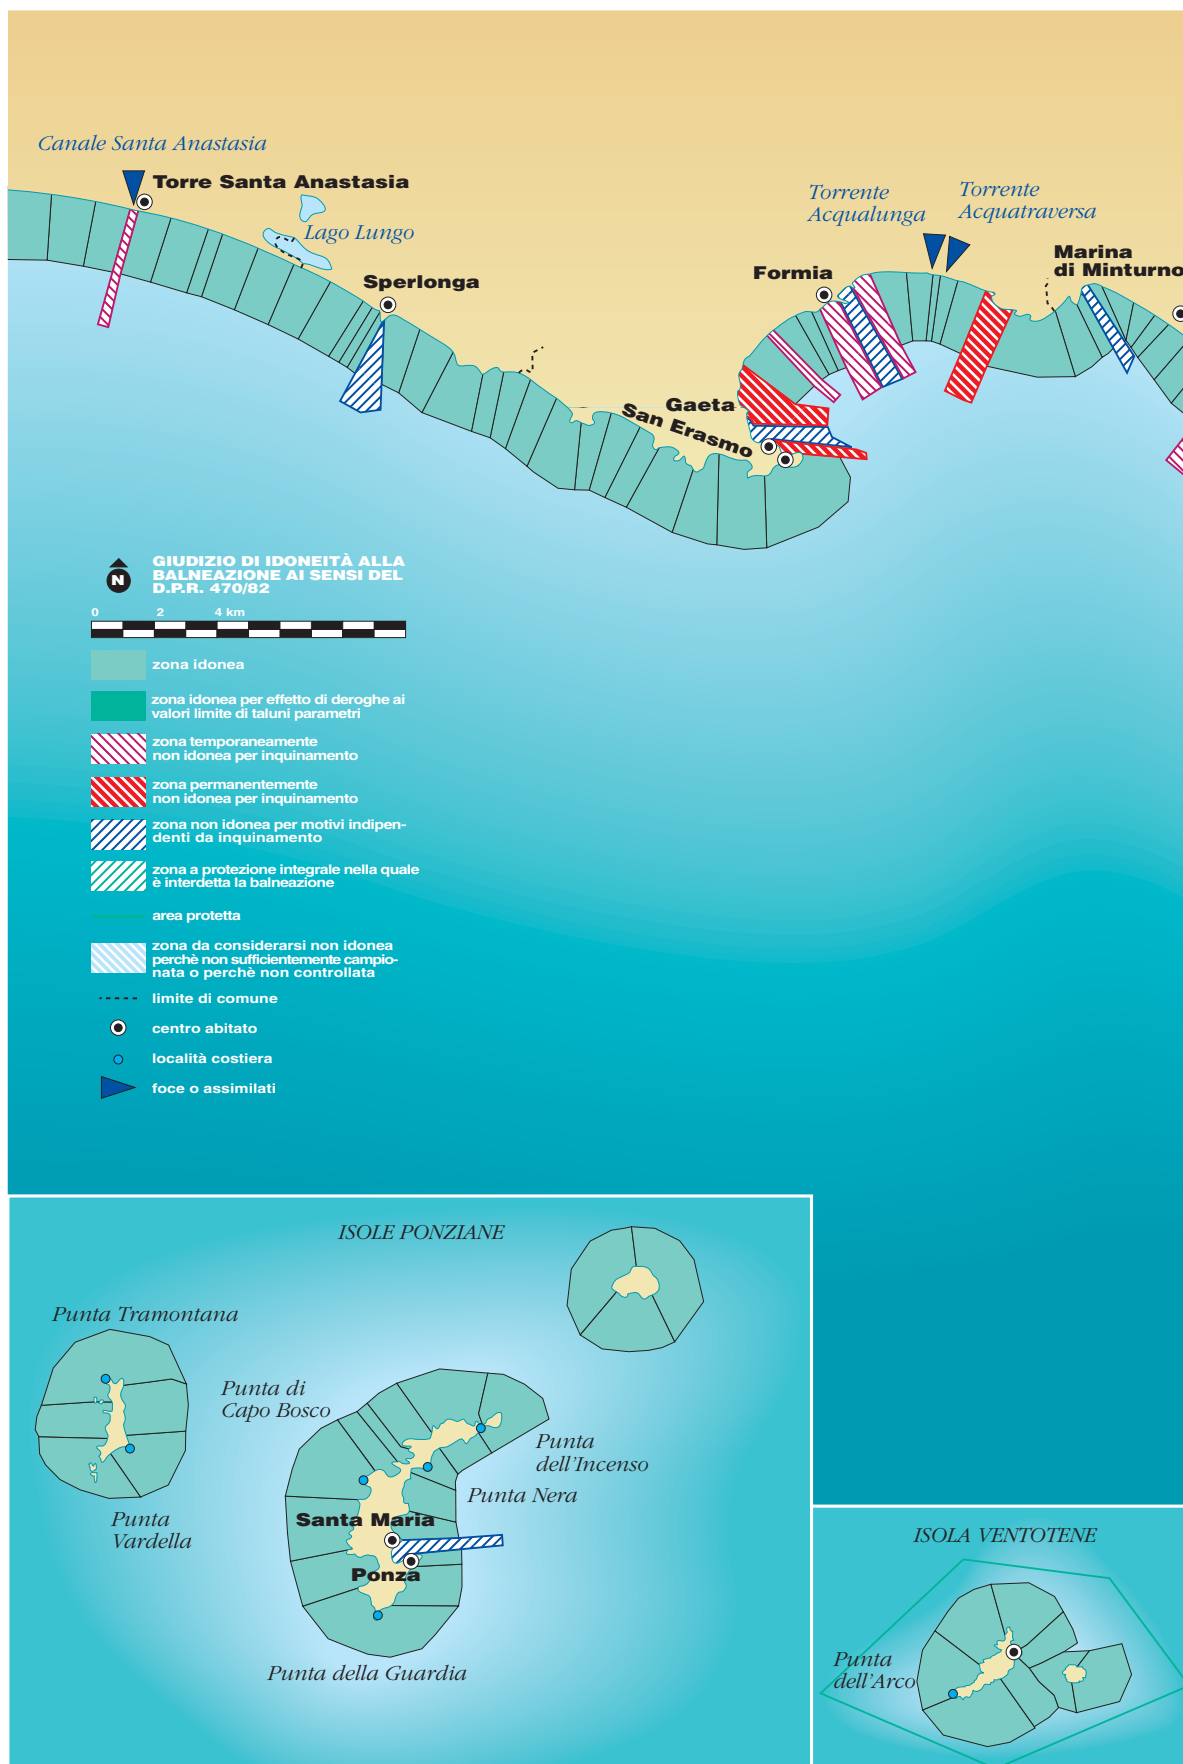 Canale Santa Anastasia
Torre Santa Anastasia
Lago Lungo
Sperlonga
Torrente
Acqualunga
Torrente
Acquatraversa
Formia
Marina
di Minturno
Gaeta
San Erasmo
N
GIUDIZIO DI IDONEITÀ ALLA
BALNEAZIONE AI SENSI DEL
D.P.R. 470/82
0 2 4 km
zona idonea
zona idonea per effetto di deroghe ai
valori limite di taluni parametri
zona temporaneamente
non idonea per inquinamento
zona permanentemente
non idonea per inquinamento
zona non idonea per motivi indipen-
denti da inquinamento
zona a protezione integrale nella quale
è interdetta la balneazione
area protetta
zona da considerarsi non idonea
perchè non sufficientemente campio-
nata o perchè non controllata
limite di comune
centro abitato
località costiera
foce o assimilati
ISOLE PONZIANE
Punta Tramontana
Punta di
Capo Bosco
Punta
dell'Incenso
Punta Nera
Punta
Vardella
Santa Maria
Ponza
Punta della Guardia
ISOLA VENTOTENE
Punta
dell'Arco